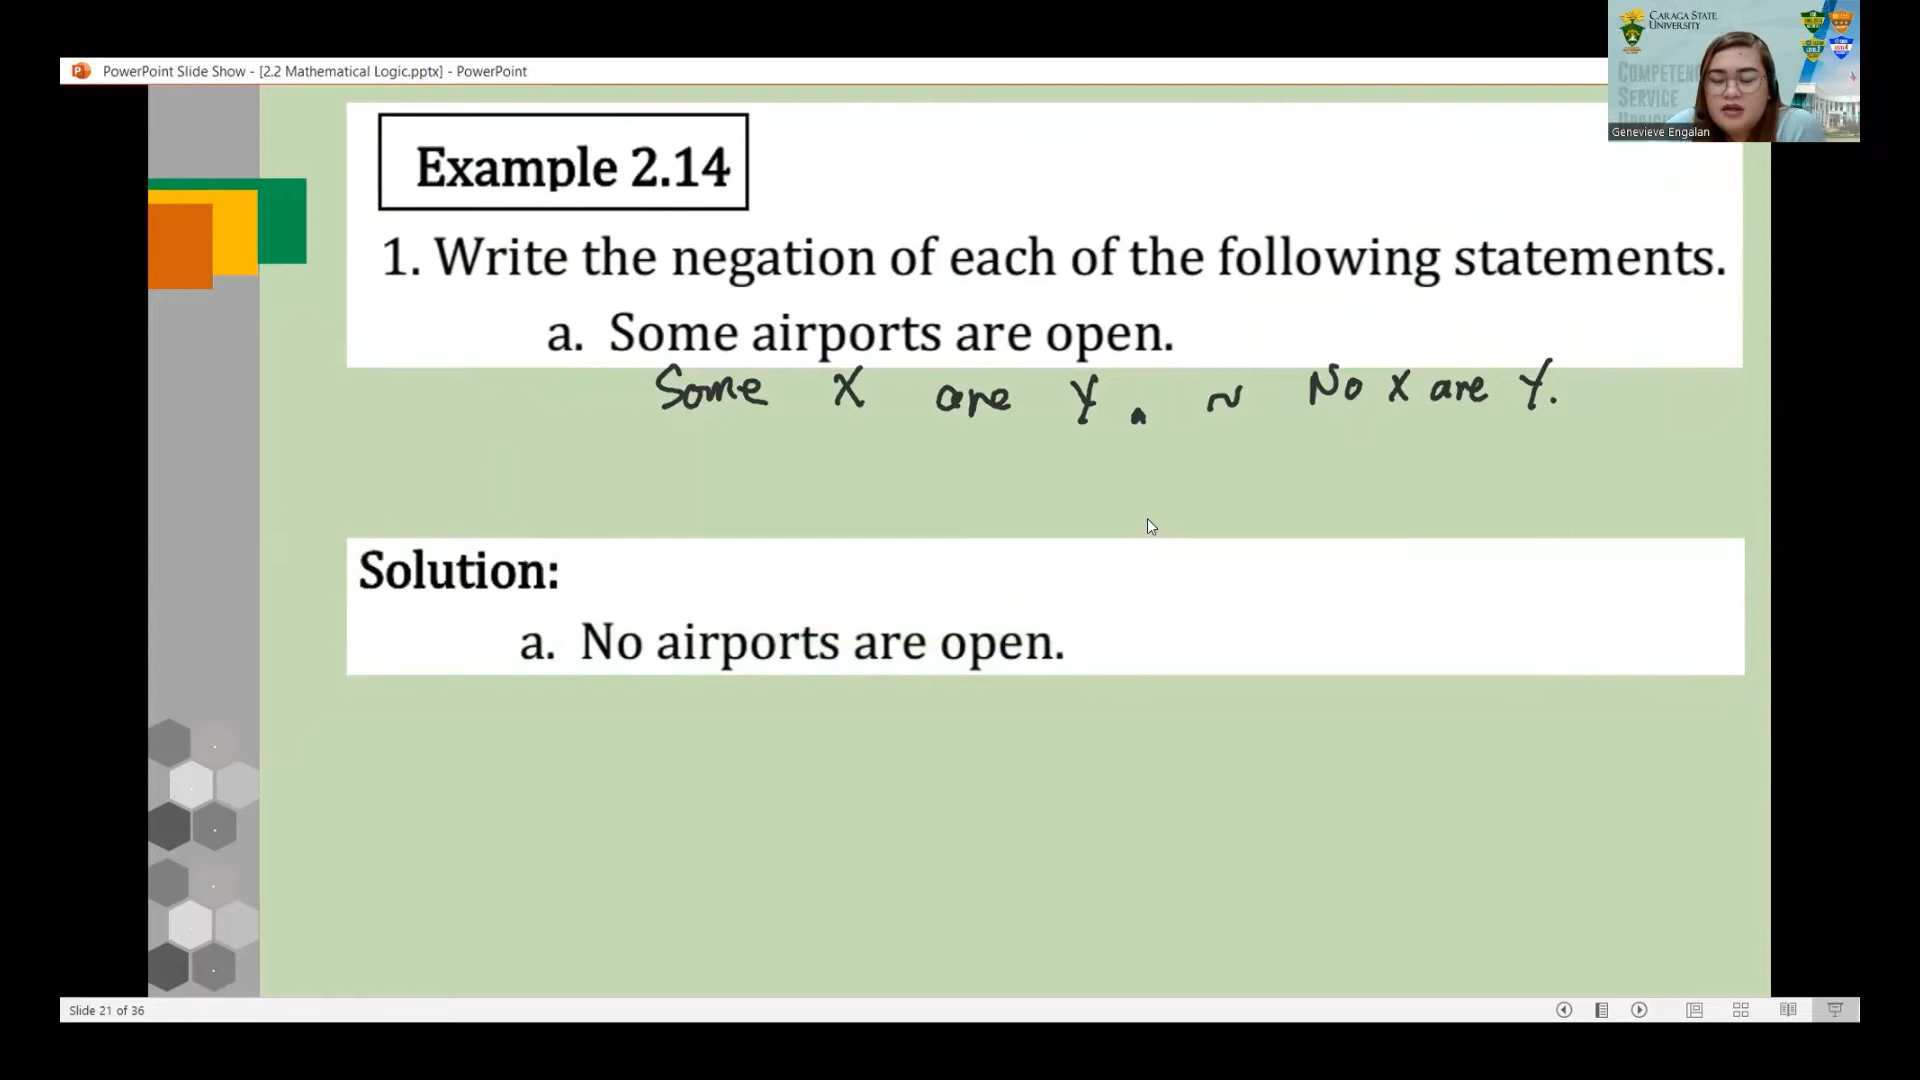 PowerPoint Slide Show - [2.2 Mathematical Logic.pptx] - PowerPoint
CARAGA STATE
UNIVERSITY
COMPETEN
SERVICE
Genevieve Engalan
Example 2.14
1. Write the negation of each of the following statements.
a. Some airports are open.
Some X are Y. ~ No X are Y.
Solution:
a. No airports are open.
Slide 21 of 36